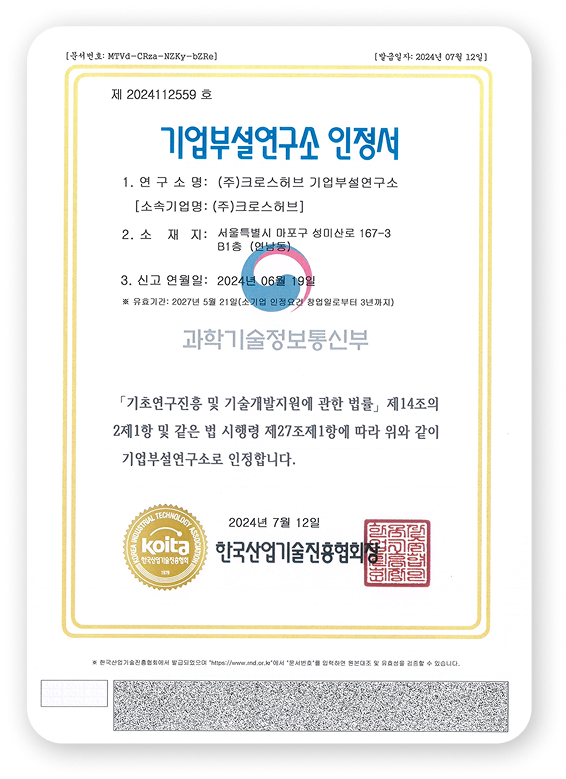 [문서번호: MTVd-CRza-NZKy-bZRe]
[발급일자: 2024년 07월 12일]
제 2024112559 호
기업부설연구소 인정서
1. 연 구 소 명: (주)크로스허브 기업부설연구소
[소속기업명: (주)크로스허브]
2. 소 재 지: 서울특별시 마포구 성미산로 167-3
B1층 (연남동)
3. 신고 연월일: 2024년 06월 19일
※ 유효기간: 2027년 5월 21일(소기업 인정요건 창업일로부터 3년까지)
과학기술정보통신부
「기초연구진흥 및 기술개발지원에 관한 법률」 제14조의
2제1항 및 같은 법 시행령 제27조제1항에 따라 위와 같이
기업부설연구소로 인정합니다.
2024년 7월 12일
KOREA INDUSTRIAL TECHNOLOGY ASSOCIATION
koita
한국산업기술진흥협회
1979
한국산업기술진흥협회장
※ 한국산업기술진흥협회에서 발급되었으며 "https://www.rnd.or.kr"에서 "문서번호"를 입력하면 원본대조 및 유효성을 검증할 수 있습니다.